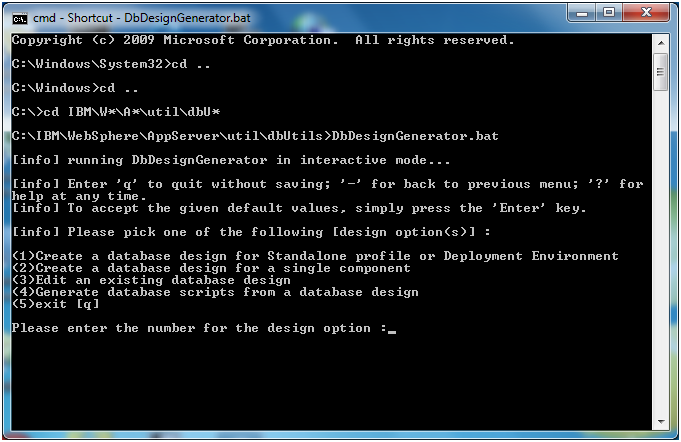 cmd - Shortcut - DbDesignGenerator.bat
Copyright (c) 2009 Microsoft Corporation.  All rights reserved.
C:\Windows\System32>cd ..
C:\Windows>cd ..
C:\>cd IBM\W*\A*\util\dbU*
C:\IBM\WebSphere\AppServer\util\dbUtils>DbDesignGenerator.bat
[info] running DbDesignGenerator in interactive mode...
[info] Enter 'q' to quit without saving; '-' for back to previous menu; '?' for
help at any time.
[info] To accept the given default values, simply press the 'Enter' key.
[info] Please pick one of the following [design option(s)] :
(1)Create a database design for Standalone profile or Deployment Environment
(2)Create a database design for a single component
(3)Edit an existing database design
(4)Generate database scripts from a database design
(5)exit [q]
Please enter the number for the design option :_